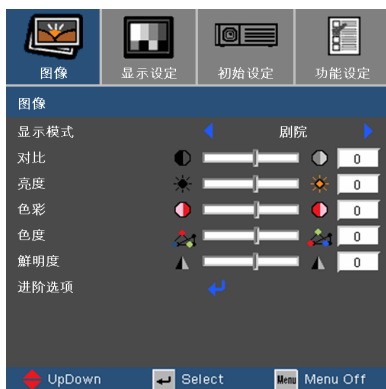 图像 显示设定 初始设定 功能设定
图像
显示模式 剧院
对比 0
亮度 0
色彩 0
色度 0
鲜明度 0
进阶选项
UpDown Select Menu Menu Off